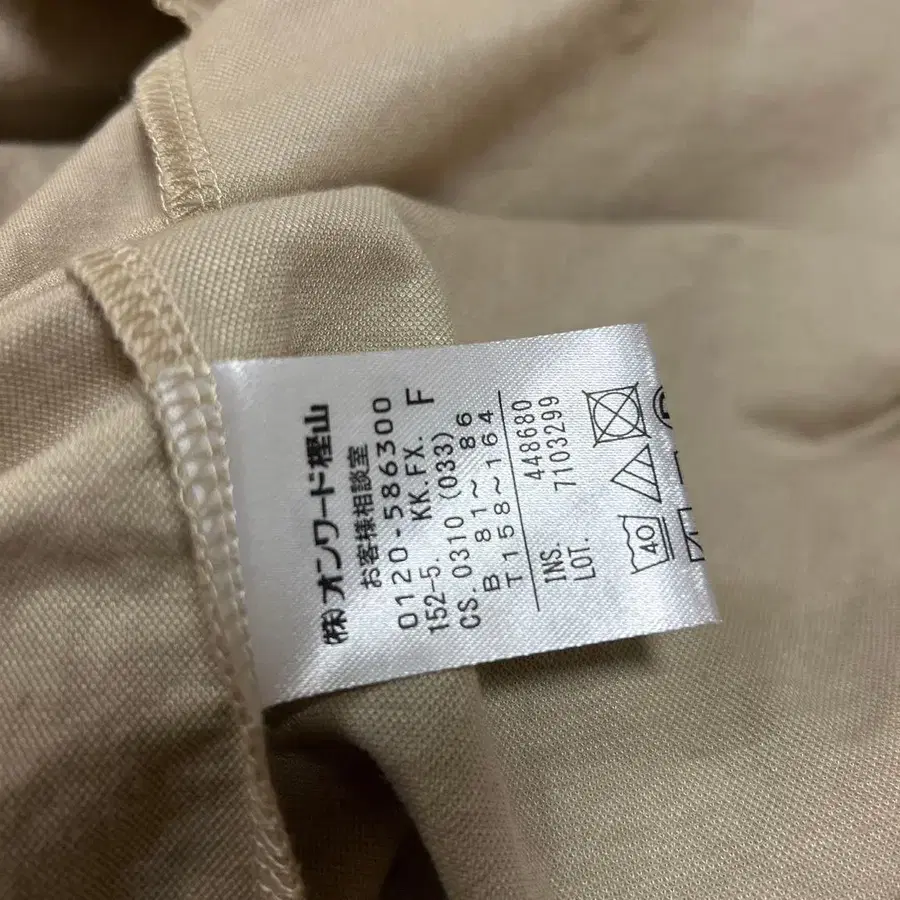 (株)オンワード樫山
お客様相談室
0120-586300
152-5. KK.FX.
CS. 0310 (033) F
B 81～ 86
T158～164
INS. 448680
LOT. 7103299
40